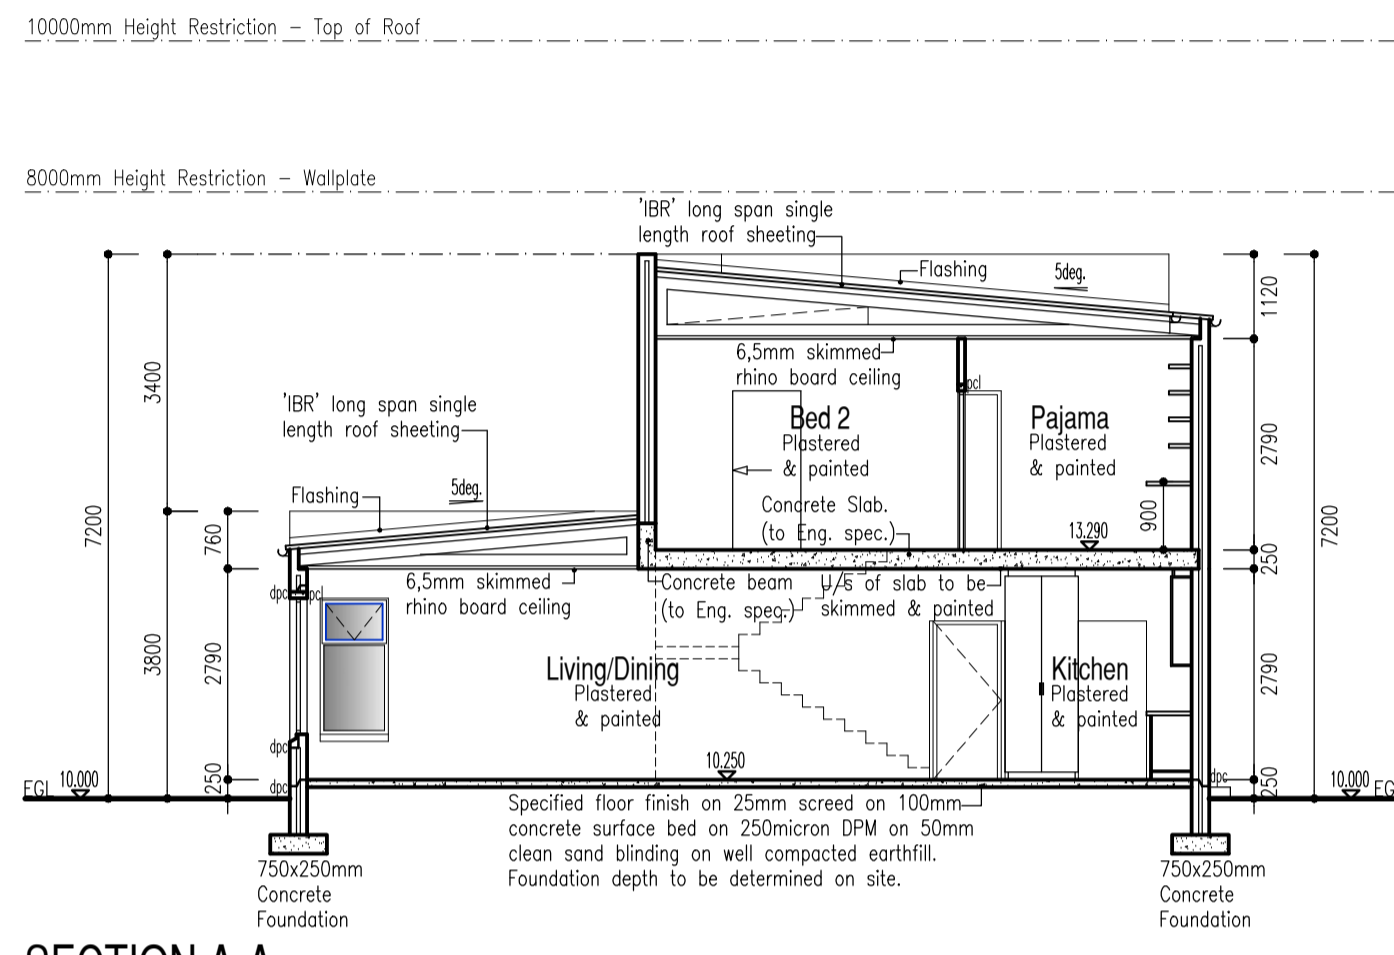 10000mm Height Restriction – Top of Roof
8000mm Height Restriction – Wallplate
'IBR' long span single
length roof sheeting
Flashing
5deg.
1120
6,5mm skimmed
rhino board ceiling
pcl
3400
'IBR' long span single
length roof sheeting
Bed 2
Plastered
& painted
Pajama
Plastered
& painted
2790
Flashing
5deg.
Concrete Slab.
(to Eng. spec.)
900
7200
760
13.290
7200
250
6,5mm skimmed
rhino board ceiling
Concrete beam
(to Eng. spec.)
U/S of slab to be
skimmed & painted
dpc
pcl
3800
2790
Living/Dining
Plastered
& painted
Kitchen
Plastered
& painted
2790
dpc
10.250
250
dpc
dpc
250
FGL
10.000
10.000
EG
Specified floor finish on 25mm screed on 100mm
concrete surface bed on 250micron DPM on 50mm
clean sand blinding on well compacted earthfill.
Foundation depth to be determined on site.
750x250mm
Concrete
Foundation
750x250mm
Concrete
Foundation
SECTION A-A